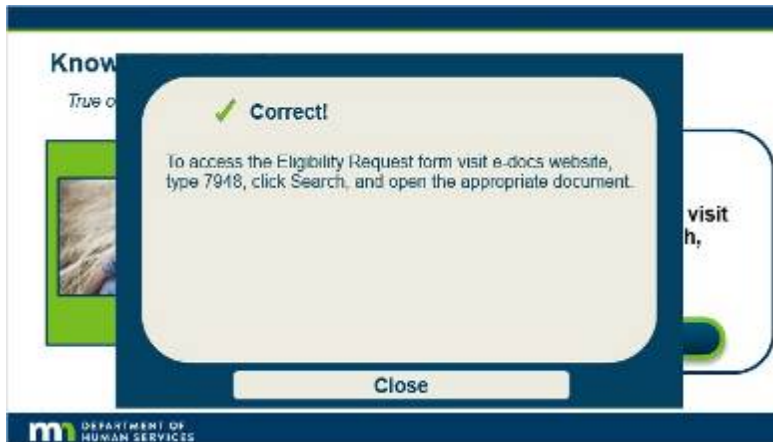 Know
True o
✓ Correct!
To access the Eligibility Request form visit e-docs website,
type 7948, click Search, and open the appropriate document.
visit
h,
Close
mn DEPARTMENT OF
HUMAN SERVICES